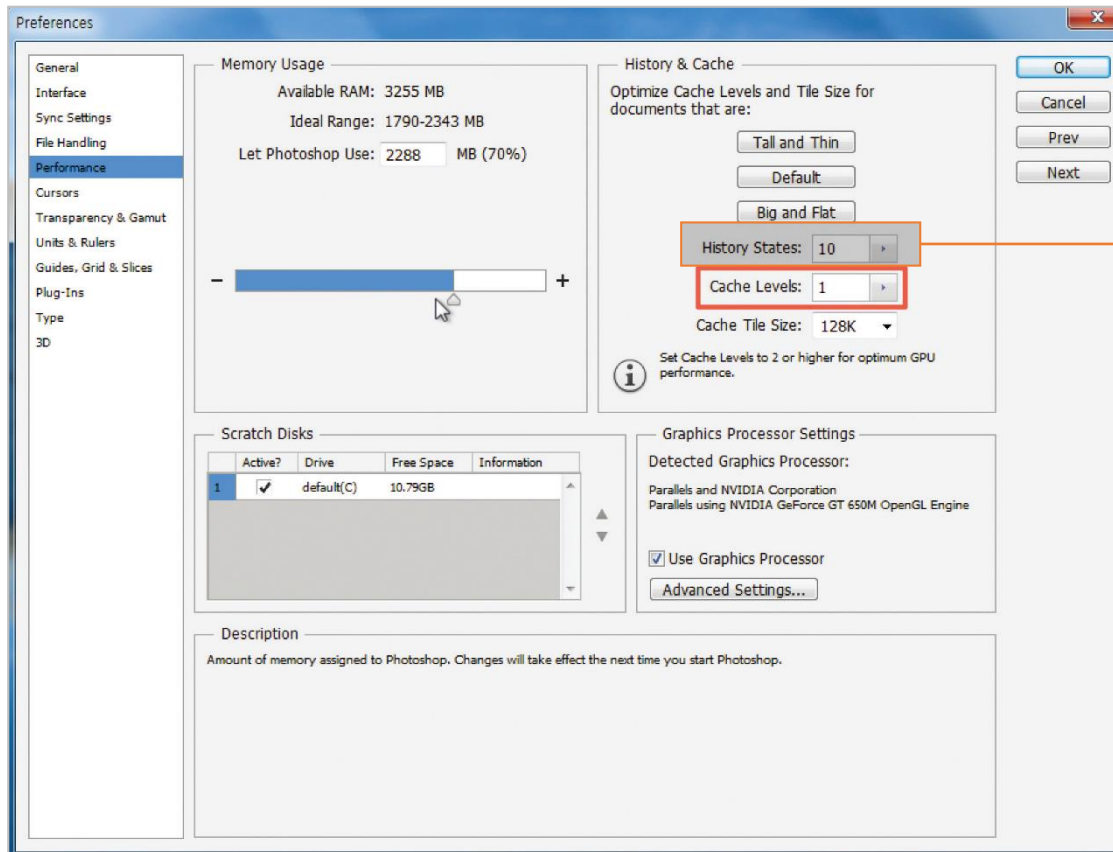 Preferences
x
General
Interface
Sync Settings
File Handling
Performance
Cursors
Transparency & Gamut
Units & Rulers
Guides, Grid & Slices
Plug-Ins
Type
3D
Memory Usage
Available RAM: 3255 MB
Ideal Range: 1790-2343 MB
Let Photoshop Use: 2288 MB (70%)
- +
History & Cache
Optimize Cache Levels and Tile Size for
documents that are:
Tall and Thin
Default
Big and Flat
History States: 10
Cache Levels: 1
Cache Tile Size: 128K
i
Set Cache Levels to 2 or higher for optimum GPU
performance.
OK
Cancel
Prev
Next
Scratch Disks
Active? Drive Free Space Information
1 default(C) 10.79GB
Graphics Processor Settings
Detected Graphics Processor:
Parallels and NVIDIA Corporation
Parallels using NVIDIA GeForce GT 650M OpenGL Engine
Use Graphics Processor
Advanced Settings...
Description
Amount of memory assigned to Photoshop. Changes will take effect the next time you start Photoshop.